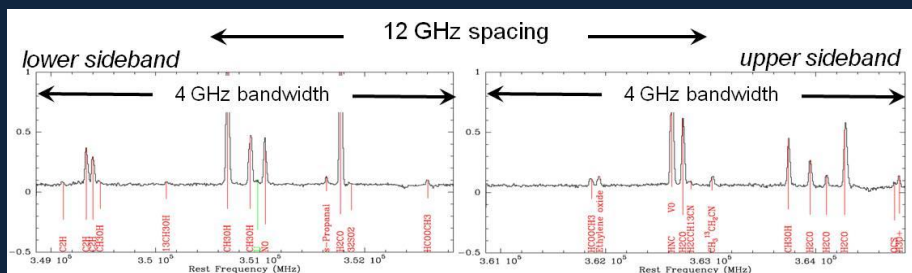 12 GHz spacing
lower sideband
upper sideband
4 GHz bandwidth
4 GHz bandwidth
1
0.5
0
-0.5
C2H
C2H
C2H
CH3OH
13CH3OH
CH3OH
CH3OH
NO
s-Propanal
H2CO
HCOOCH3
3.49 10⁵
3.5 10⁵
3.51 10⁵
3.52 10⁵
Rest Frequency (MHz)
1
0.5
0
-0.5
HCOOCH3
Ethylene oxide
HNC
VO
H2CO
H2CCH13CN
CH3OH
H2CO
H2CO
H2CO
3.61 10⁵
3.62 10⁵
3.63 10⁵
3.64 10⁵
Rest Frequency (MHz)